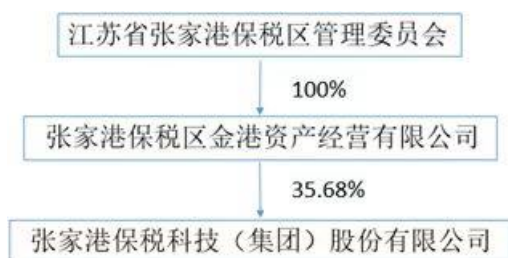 江苏省张家港保税区管理委员会
100%
张家港保税区金港资产经营有限公司
35.68%
张家港保税科技（集团）股份有限公司